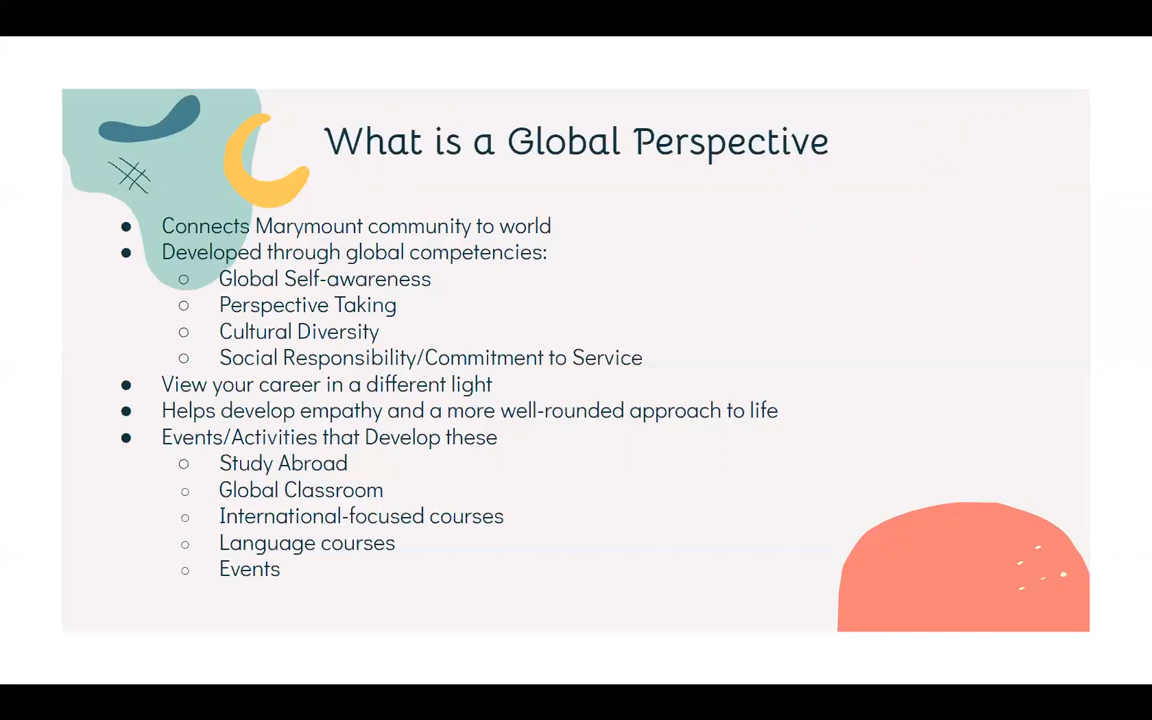 What is a Global Perspective
● Connects Marymount community to world
● Developed through global competencies:
○ Global Self-awareness
○ Perspective Taking
○ Cultural Diversity
○ Social Responsibility/Commitment to Service
● View your career in a different light
● Helps develop empathy and a more well-rounded approach to life
● Events/Activities that Develop these
○ Study Abroad
○ Global Classroom
○ International-focused courses
○ Language courses
○ Events